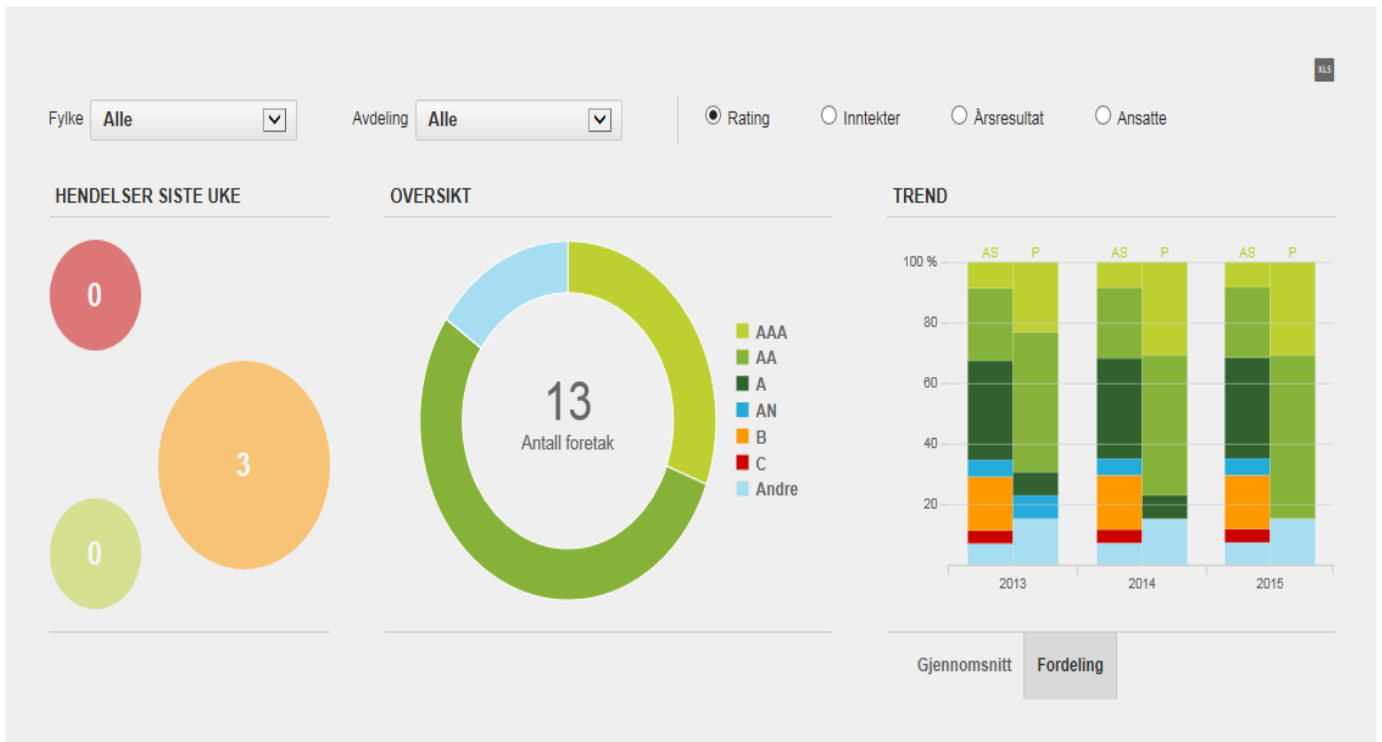 XLS
Fylke Alle Avdeling Alle Rating Inntekter Årsresultat Ansatte
HENDELSER SISTE UKE
0
3
0
OVERSIKT
13
Antall foretak
AAA
AA
A
AN
B
C
Andre
TREND
AS P AS P AS P
100 %
80
60
40
20
2013 2014 2015
Gjennomsnitt Fordeling